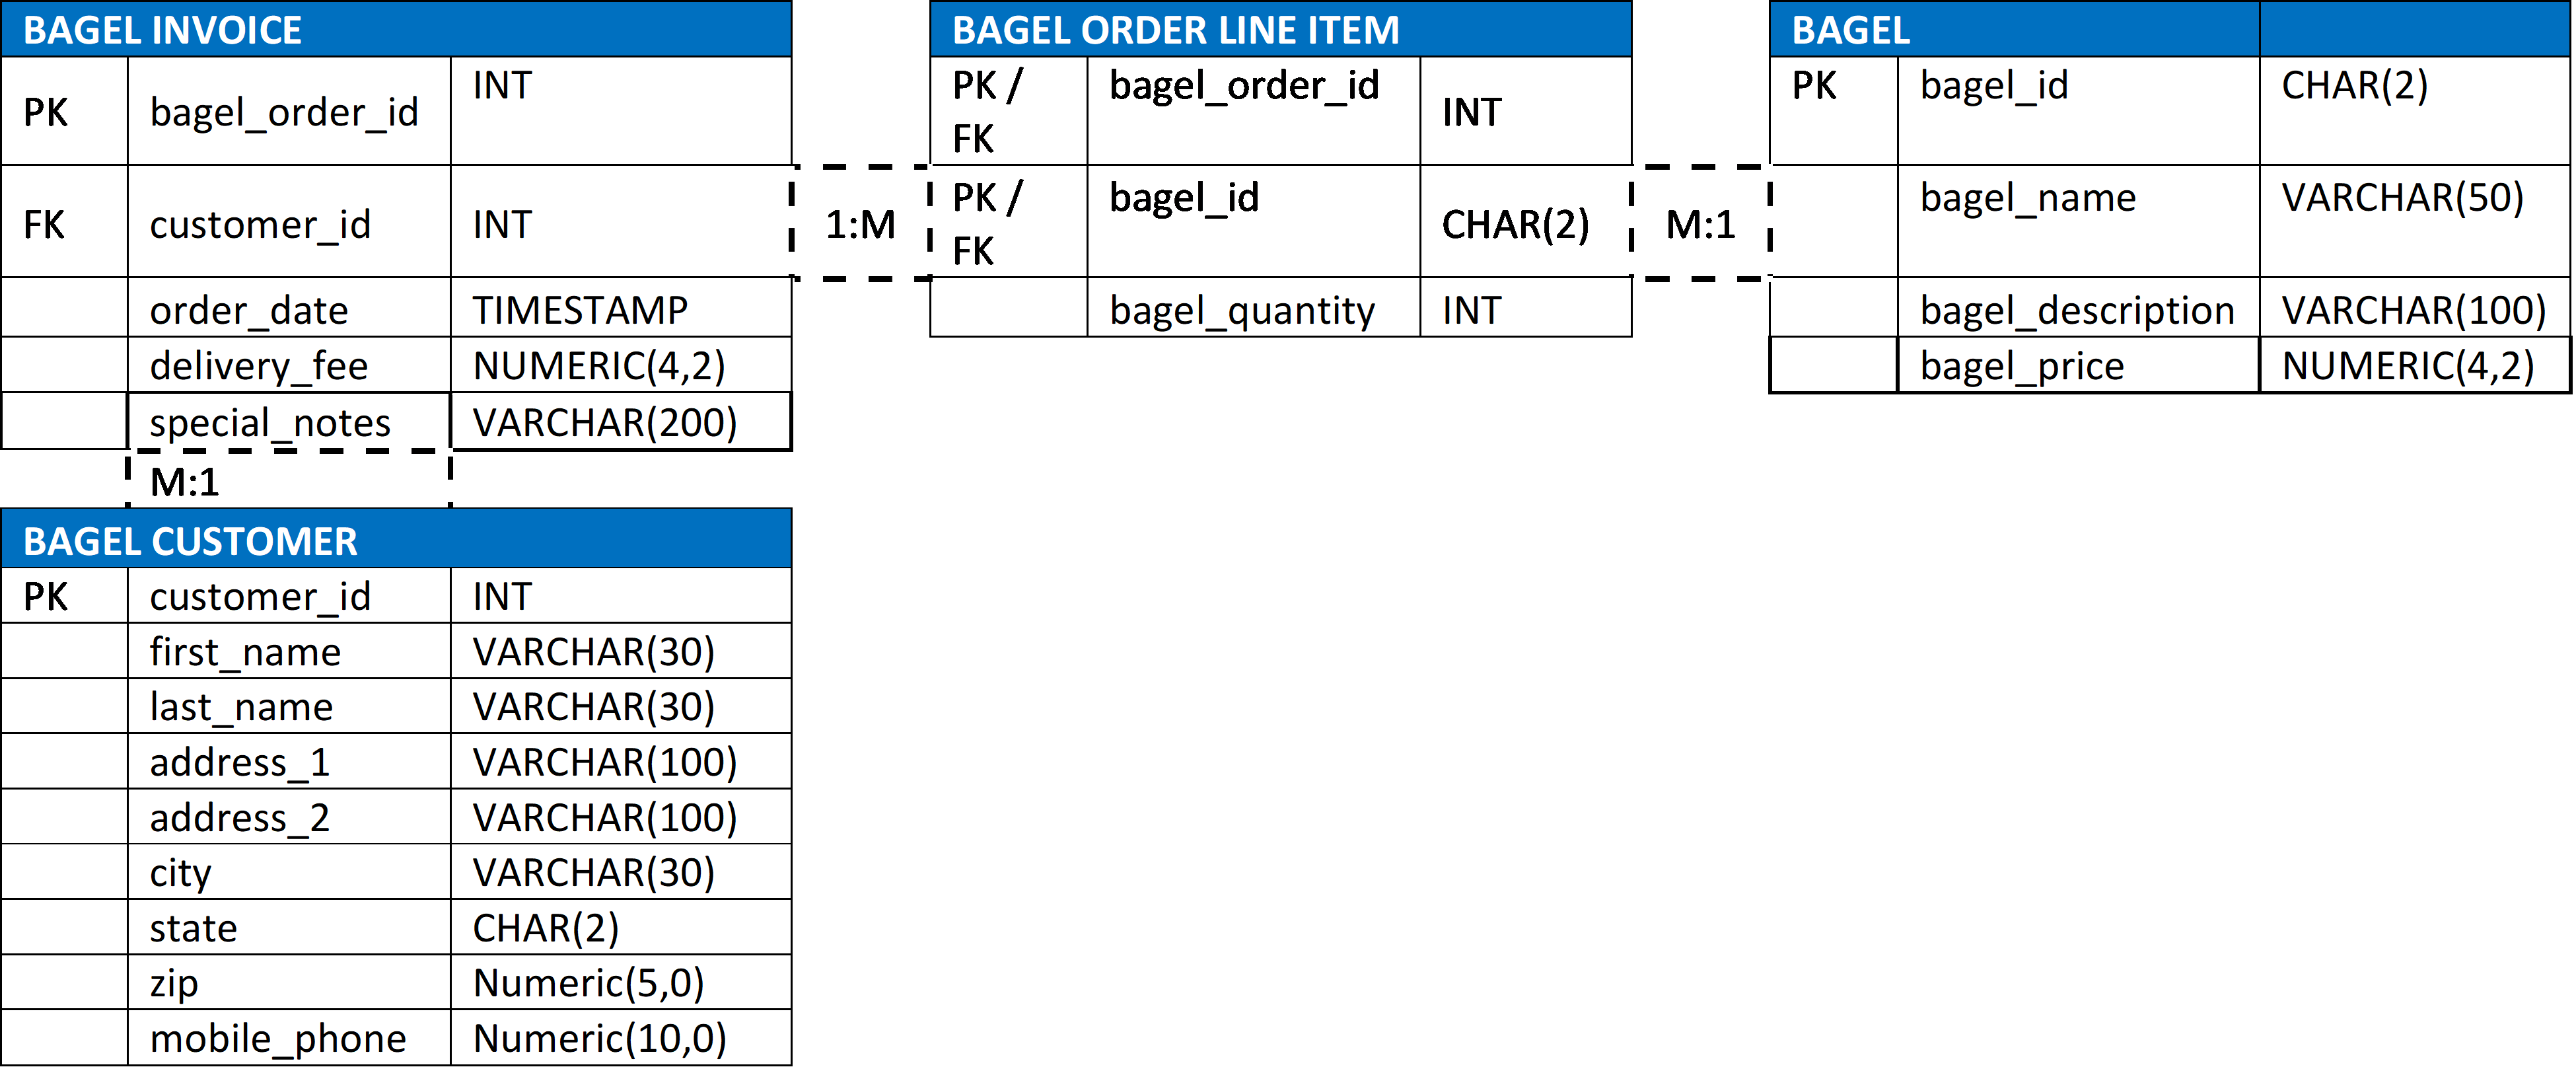 BAGEL INVOICE
PK bagel_order_id INT
FK customer_id INT
order_date TIMESTAMP
delivery_fee NUMERIC(4,2)
special_notes VARCHAR(200)
1:M
BAGEL ORDER LINE ITEM
PK /
FK bagel_order_id INT
PK /
FK bagel_id CHAR(2)
bagel_quantity INT
M:1
BAGEL
PK bagel_id CHAR(2)
bagel_name VARCHAR(50)
bagel_description VARCHAR(100)
bagel_price NUMERIC(4,2)
M:1
BAGEL CUSTOMER
PK customer_id INT
first_name VARCHAR(30)
last_name VARCHAR(30)
address_1 VARCHAR(100)
address_2 VARCHAR(100)
city VARCHAR(30)
state CHAR(2)
zip Numeric(5,0)
mobile_phone Numeric(10,0)